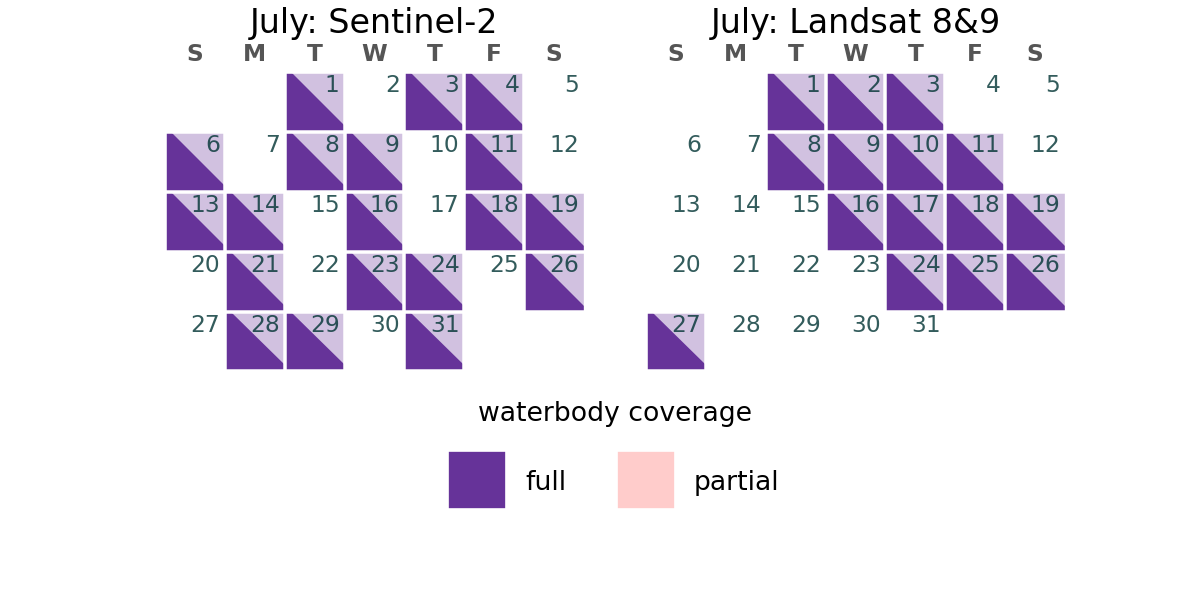 July: Sentinel-2
S M T W T F S
1 2 3 4 5
6 7 8 9 10 11 12
13 14 15 16 17 18 19
20 21 22 23 24 25 26
27 28 29 30 31
July: Landsat 8&9
S M T W T F S
1 2 3 4 5
6 7 8 9 10 11 12
13 14 15 16 17 18 19
20 21 22 23 24 25 26
27 28 29 30 31
waterbody coverage
full partial